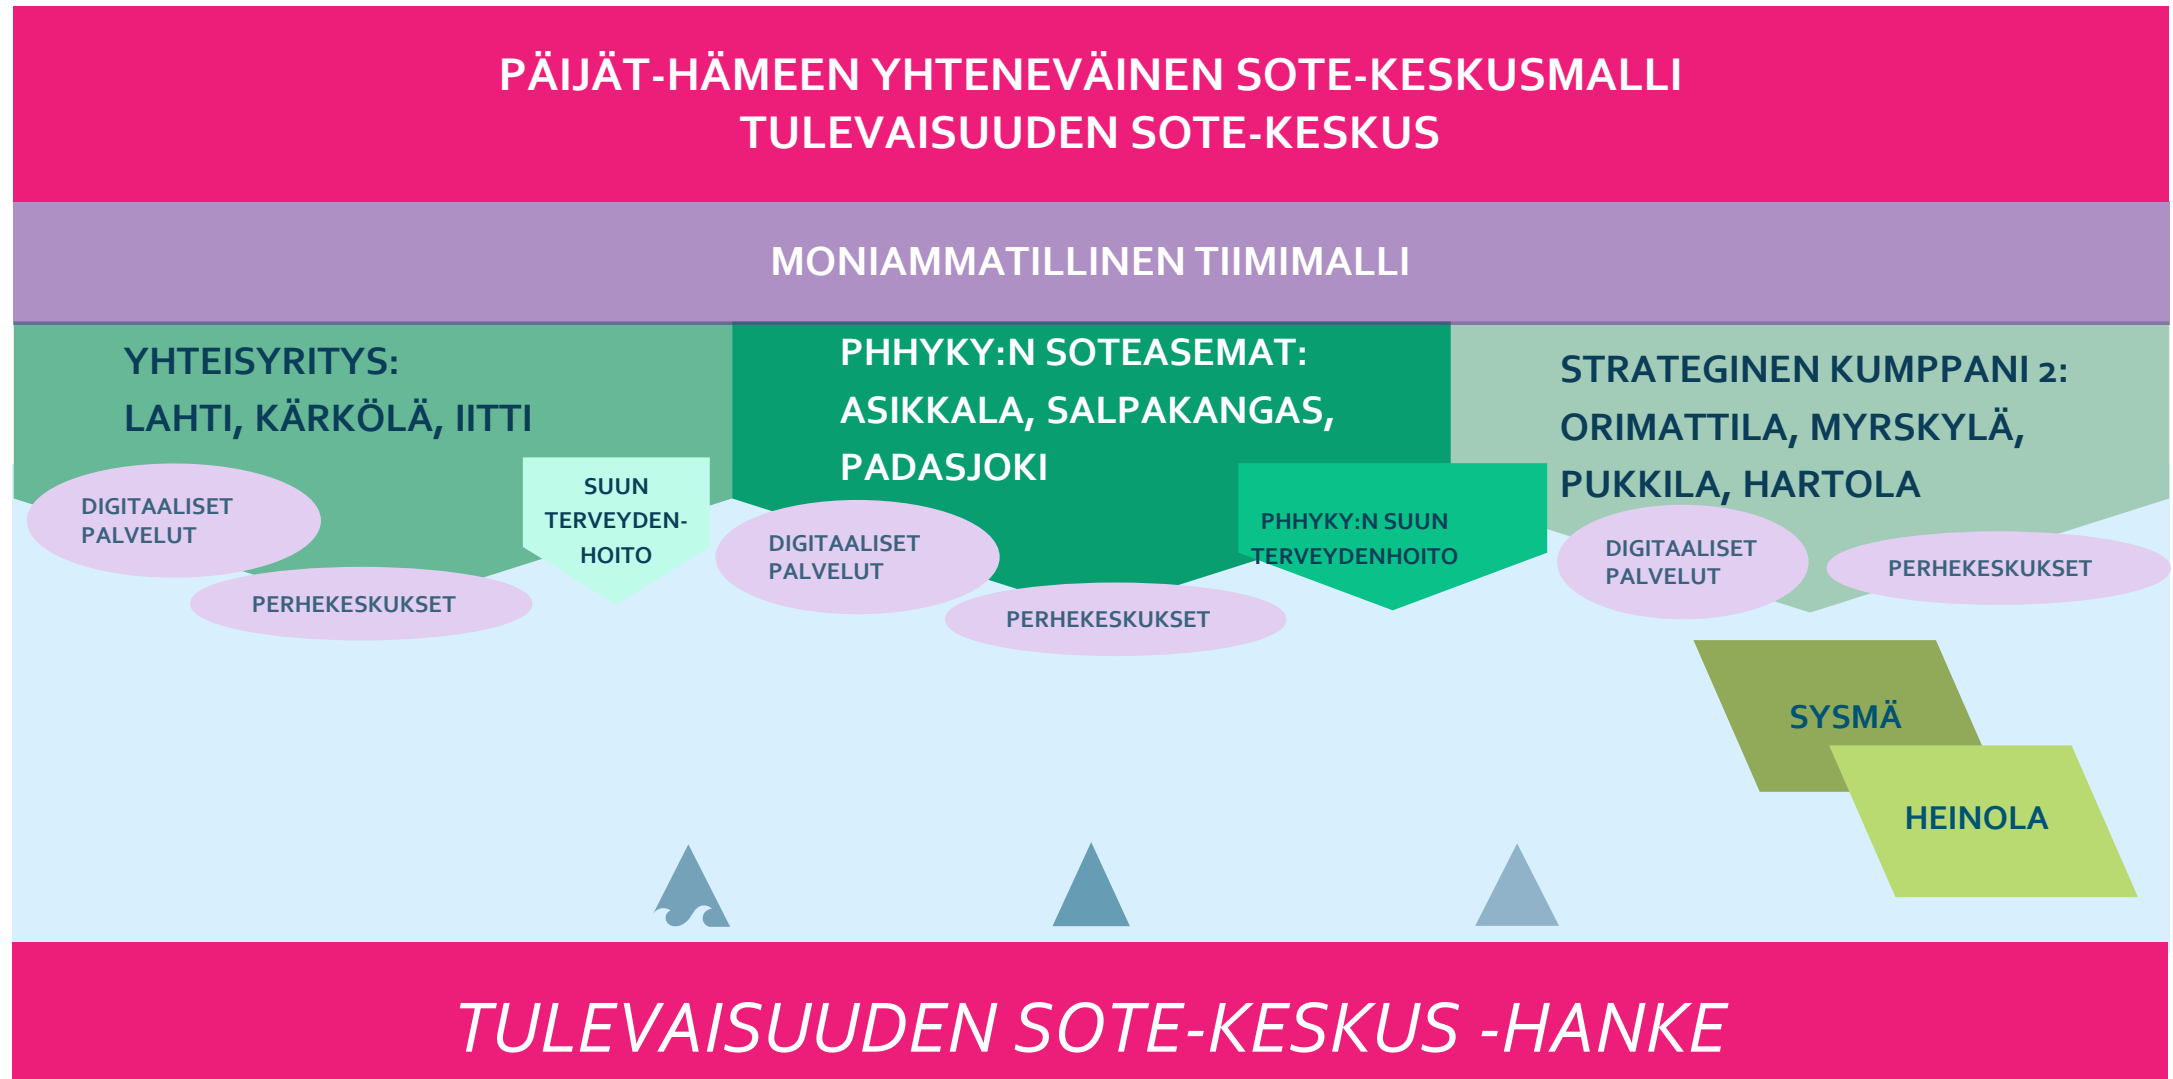 PÄIJÄT-HÄMEEN YHTENEVÄINEN SOTE-KESKUSMALLI
TULEVAISUUDEN SOTE-KESKUS
MONIAMMATILLINEN TIIMIMALLI
YHTEISYRITYS:
LAHTI, KÄRKÖLÄ, IITTI
DIGITAALISET
PALVELUT
PERHEKESKUKSET
SUUN
TERVEYDEN-
HOITO
PHHYKY:N SOTEASEMAT:
ASIKKALA, SALPAKANGAS,
PADASJOKI
DIGITAALISET
PALVELUT
PERHEKESKUKSET
PHHYKY:N SUUN
TERVEYDENHOITO
STRATEGINEN KUMPPANI 2:
ORIMATTILA, MYRSKYLÄ,
PUKKILA, HARTOLA
DIGITAALISET
PALVELUT
PERHEKESKUKSET
SYSMÄ
HEINOLA
TULEVAISUUDEN SOTE-KESKUS -HANKE